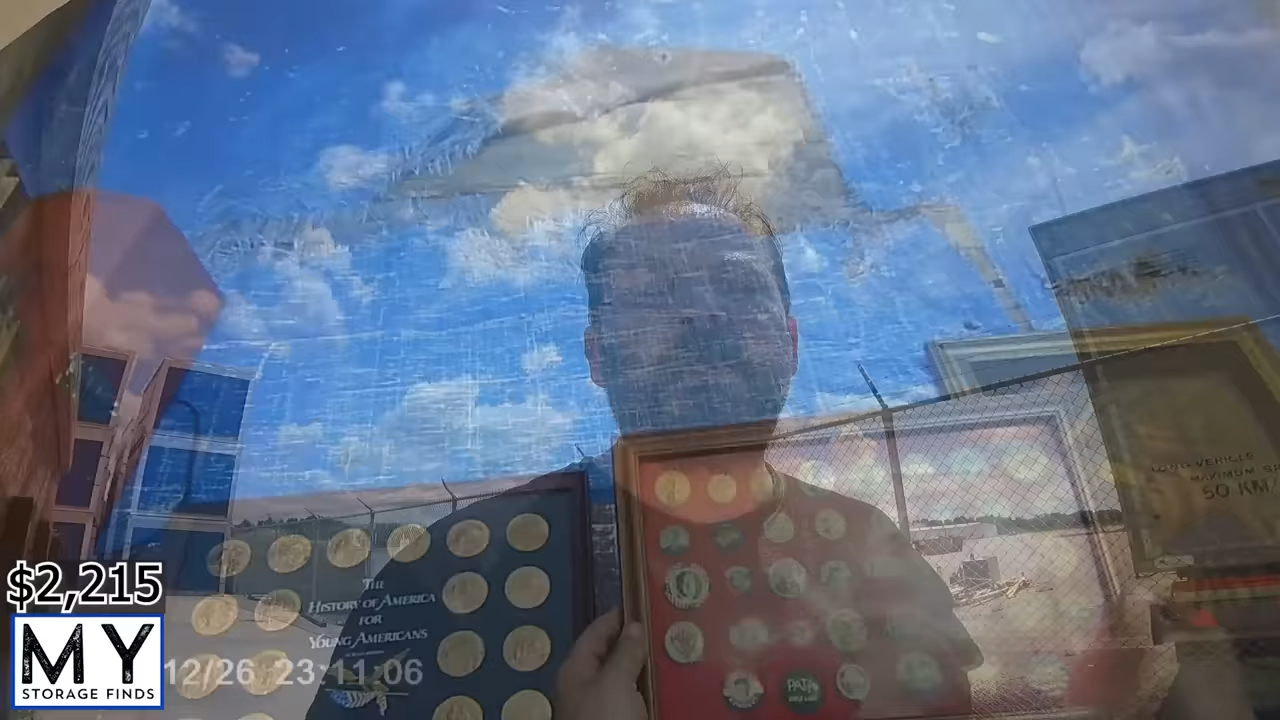 LONG VEHICLE
MAXIMUM
50 KM
THE
HISTORY OF AMERICA
FOR
YOUNG AMERICANS
$2,215
MY
STORAGE FINDS
12/26 23:11:06